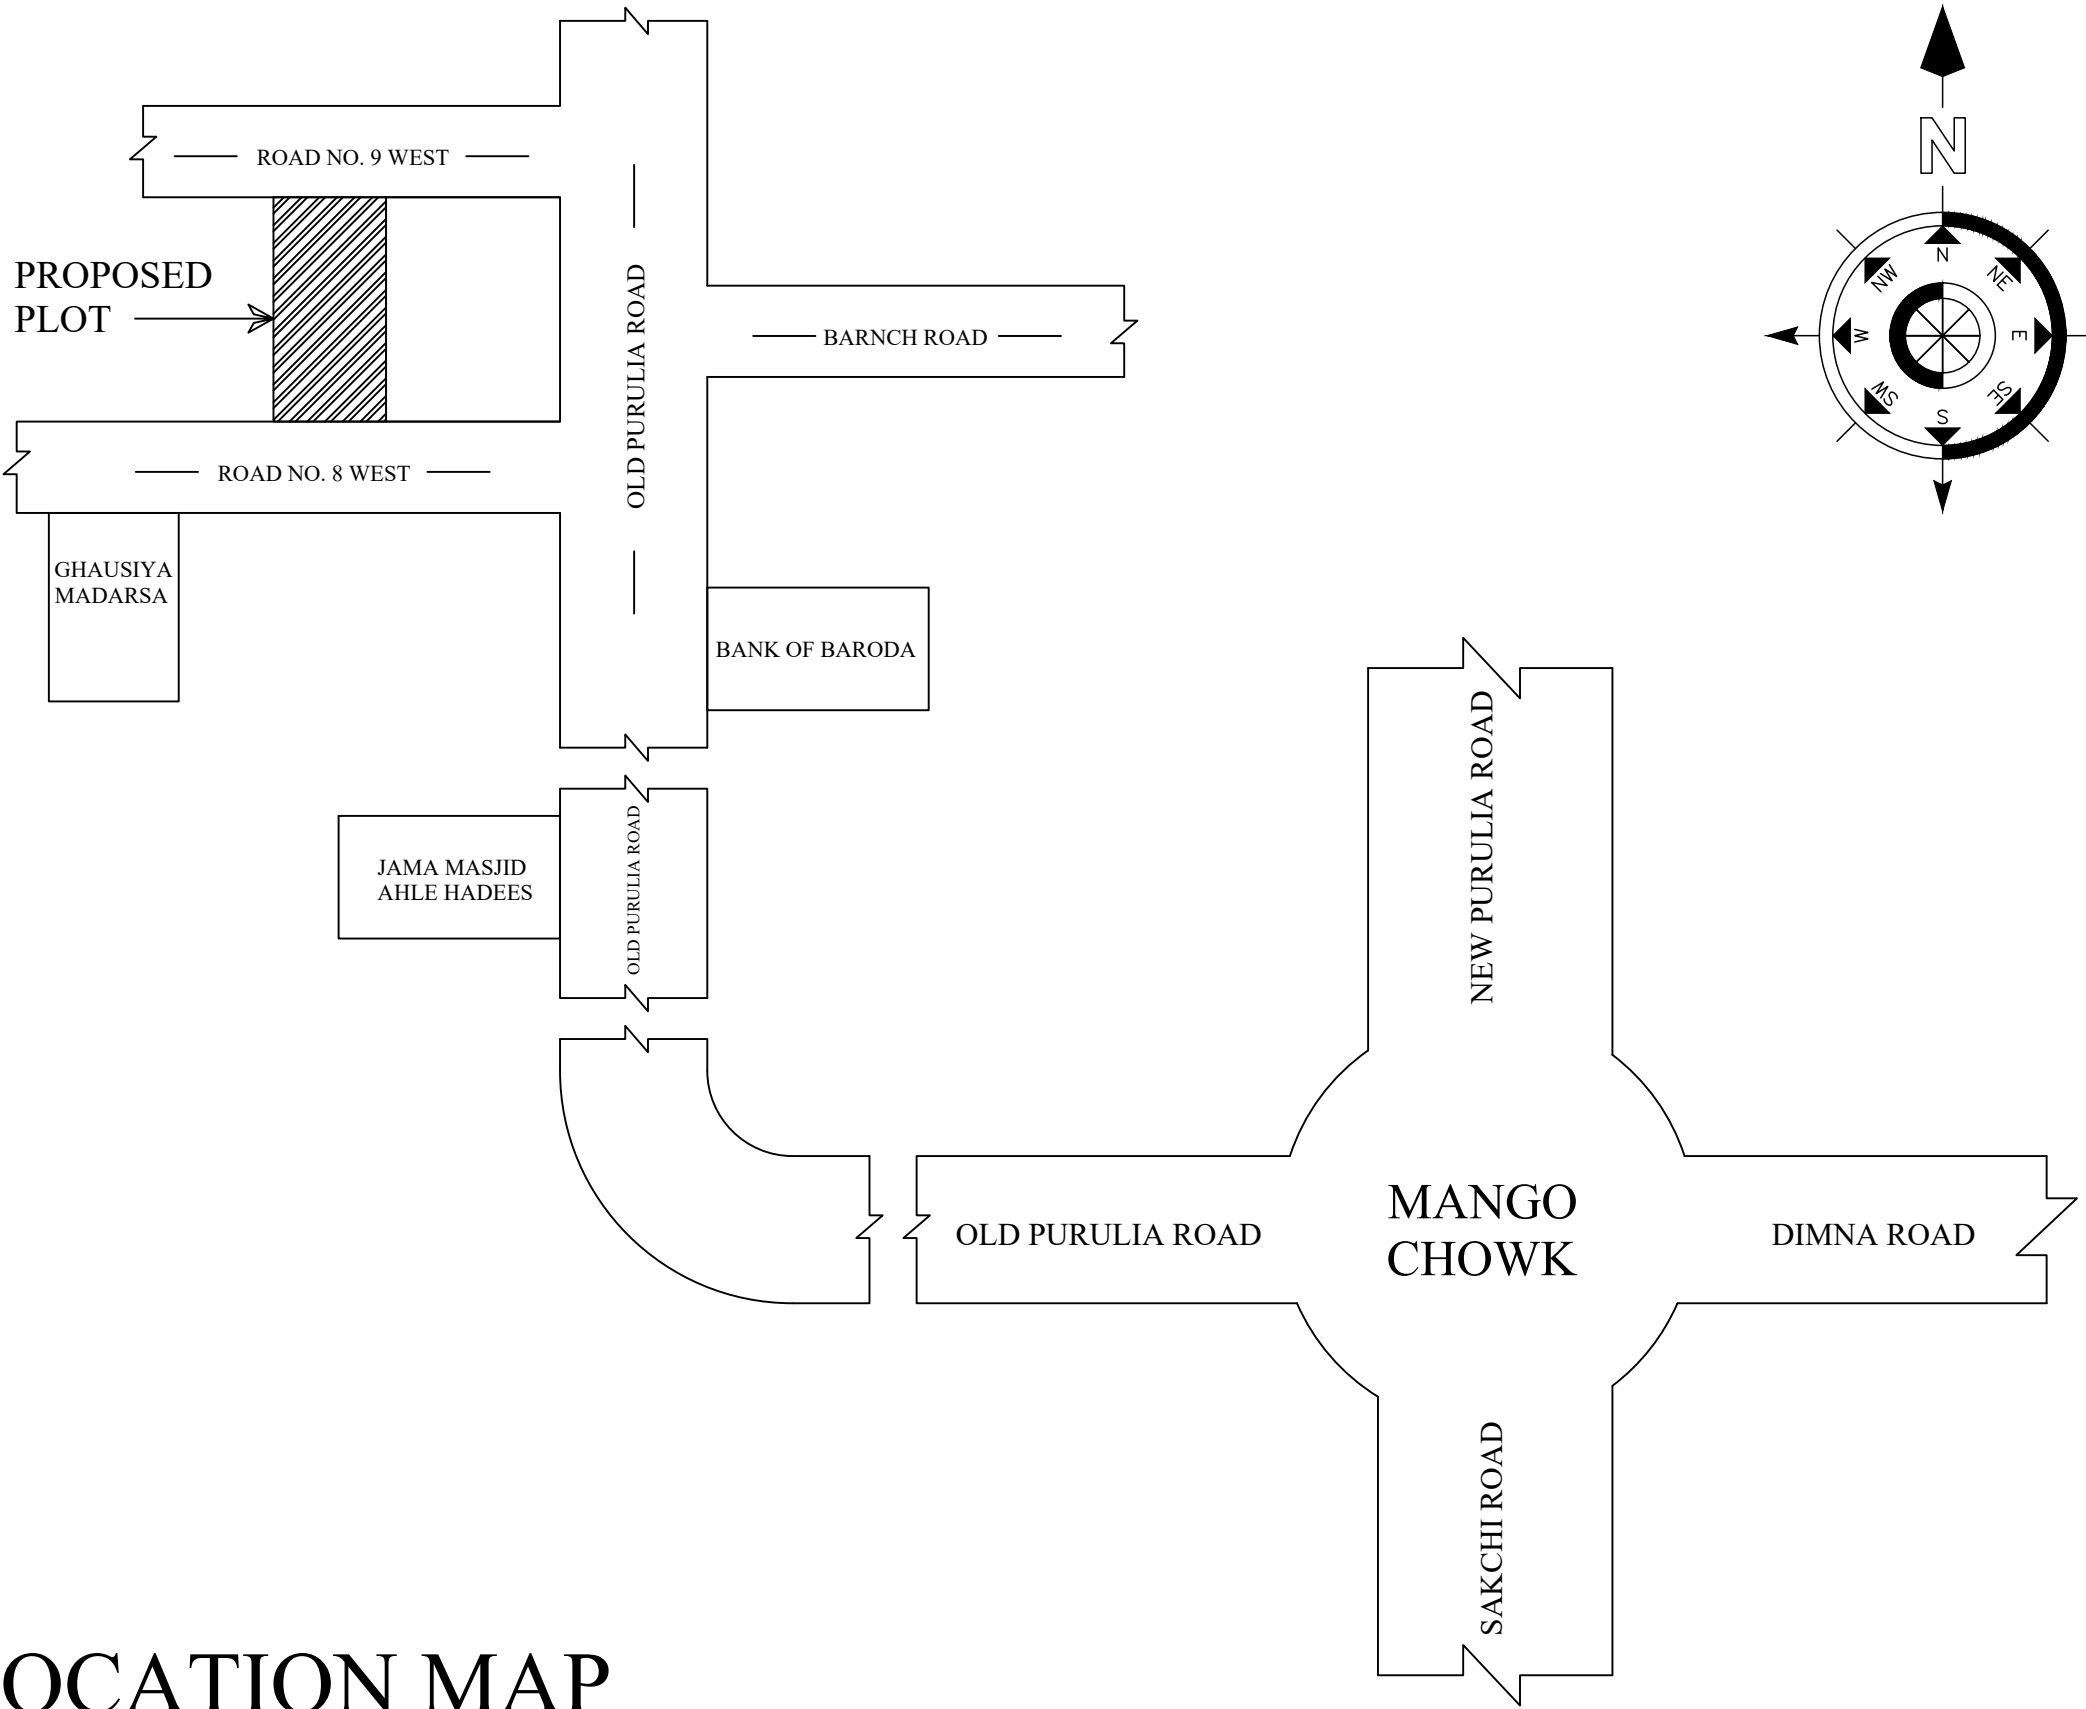 N
ROAD NO. 9 WEST
PROPOSED
PLOT
OLD PURULIA ROAD
BARNCH ROAD
N
NE
E
SE
S
SW
W
NW
ROAD NO. 8 WEST
GHAUSIYA
MADARSA
BANK OF BARODA
JAMA MASJID
AHLE HADEES
OLD PURULIA ROAD
NEW PURULIA ROAD
OLD PURULIA ROAD
MANGO
CHOWK
DIMNA ROAD
SAKCHI ROAD
OCATION MAP